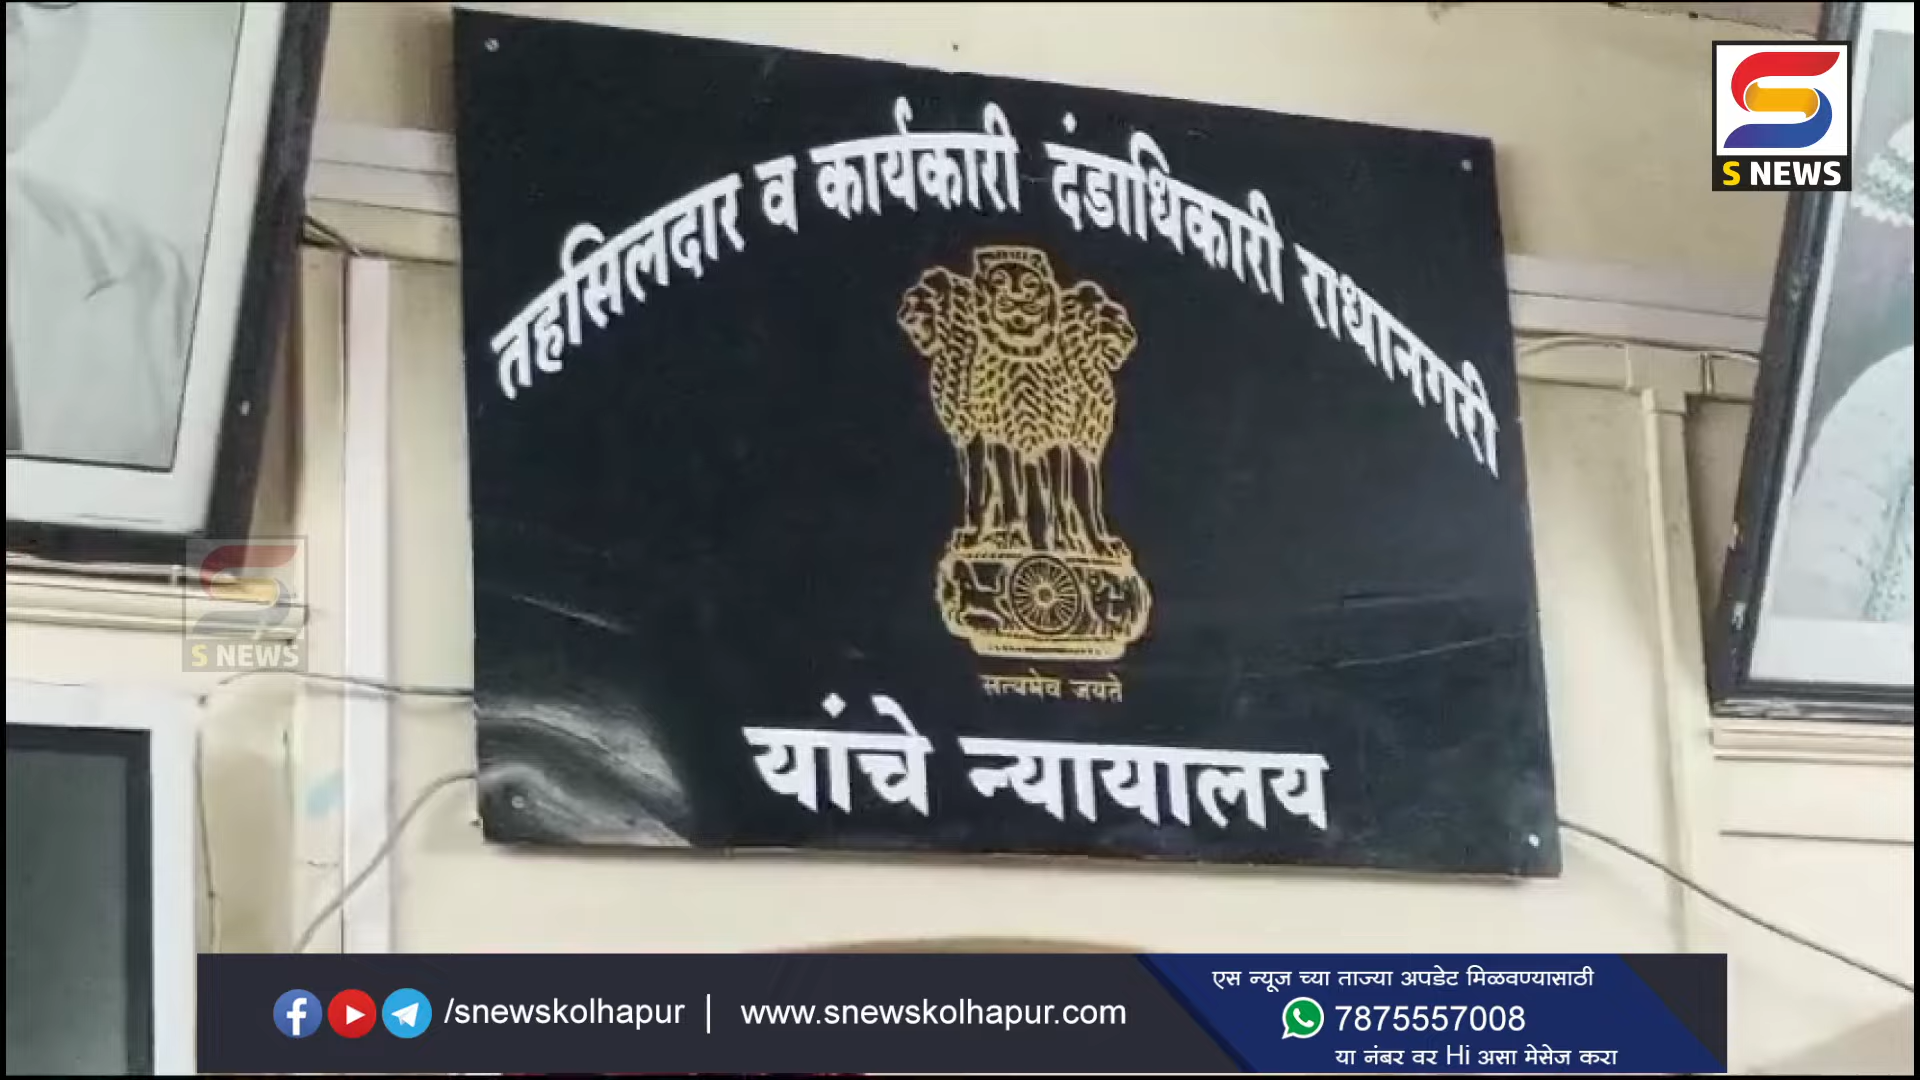 S NEWS
तहसिलदार व कार्यकारी दंडाधिकारी राधानगरी
सत्यमेव जयते
यांचे न्यायालय
S NEWS
/snewskolhapur | www.snewskolhapur.com
एस न्यूज च्या ताज्या अपडेट मिळवण्यासाठी
7875557008
या नंबर वर Hi असा मेसेज करा